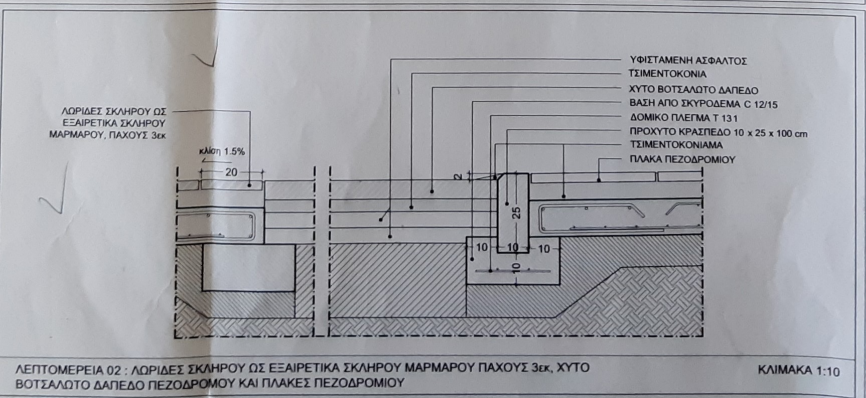 ΥΦΙΣΤΑΜΕΝΗ ΑΣΦΑΛΤΟΣ
ΤΣΙΜΕΝΤΟΚΟΝΙΑ
ΧΥΤΟ ΒΟΤΣΑΛΩΤΟ ΔΑΠΕΔΟ
ΒΑΣΗ ΑΠΟ ΣΚΥΡΟΔΕΜΑ C 12/15
ΔΟΜΙΚΟ ΠΛΕΓΜΑ Τ 131
ΠΡΟΧΥΤΟ ΚΡΑΣΠΕΔΟ 10 x 25 x 100 cm
ΤΣΙΜΕΝΤΟΚΟΝΙΑΜΑ
ΠΛΑΚΑ ΠΕΖΟΔΡΟΜΙΟΥ
ΛΩΡΙΔΕΣ ΣΚΛΗΡΟΥ ΩΣ
ΕΞΑΙΡΕΤΙΚΑ ΣΚΛΗΡΟΥ
ΜΑΡΜΑΡΟΥ, ΠΑΧΟΥΣ 3εκ
κλίση 1.5%
20
2
25
10 10 10
10
ΛΕΠΤΟΜΕΡΕΙΑ 02 : ΛΩΡΙΔΕΣ ΣΚΛΗΡΟΥ ΩΣ ΕΞΑΙΡΕΤΙΚΑ ΣΚΛΗΡΟΥ ΜΑΡΜΑΡΟΥ ΠΑΧΟΥΣ 3εκ, ΧΥΤΟ
ΒΟΤΣΑΛΩΤΟ ΔΑΠΕΔΟ ΠΕΖΟΔΡΟΜΟΥ ΚΑΙ ΠΛΑΚΕΣ ΠΕΖΟΔΡΟΜΙΟΥ
ΚΛΙΜΑΚΑ 1:10